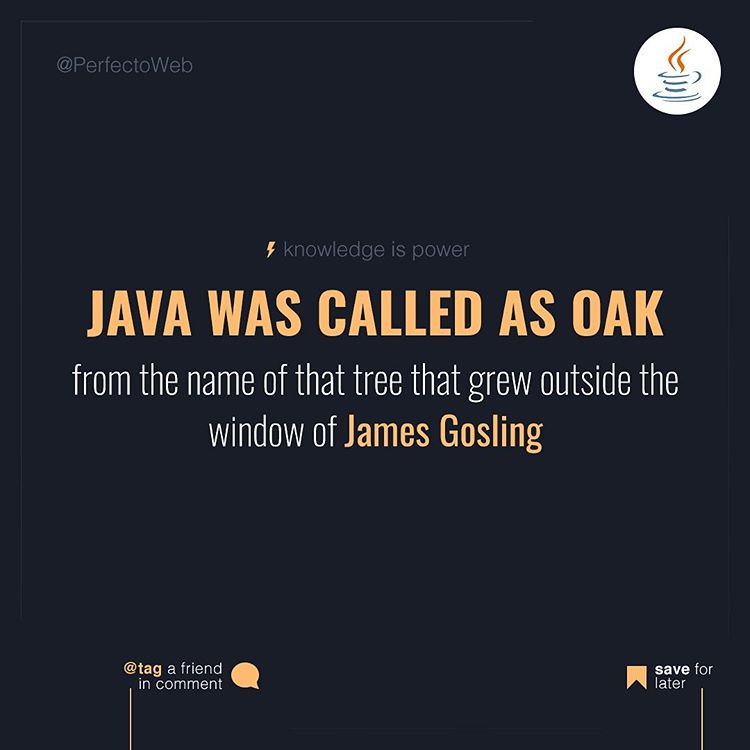 @PerfectoWeb
knowledge is power
JAVA WAS CALLED AS OAK
from the name of that tree that grew outside the
window of James Gosling
@tag a friend
in comment
save for
later